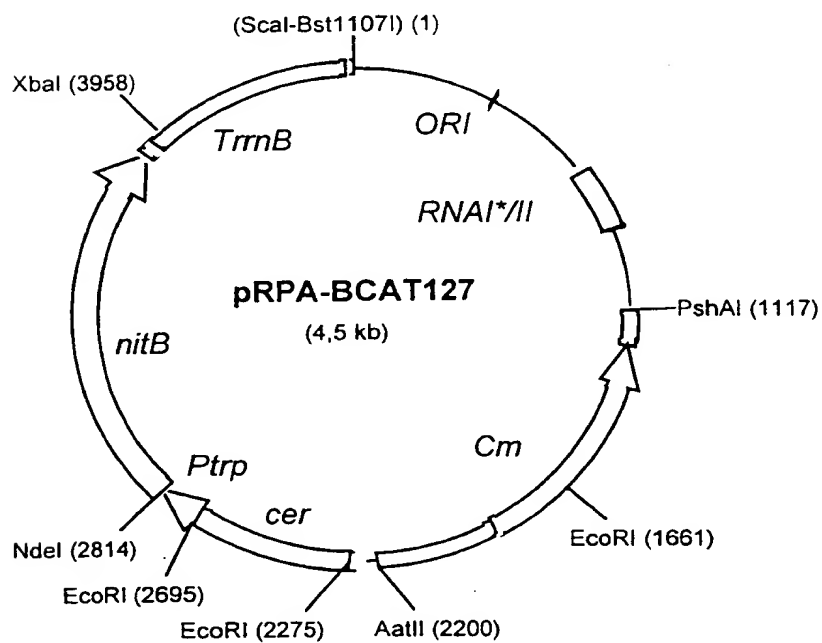 (ScaI-Bst1107I) (1)
XbaI (3958)
TrrnB
ORI
RNAI*/II
pRPA-BCAT127
(4,5 kb)
PshAI (1117)
nitB
Cm
Ptrp
cer
NdeI (2814)
EcoRI (1661)
EcoRI (2695)
EcoRI (2275)
AatII (2200)